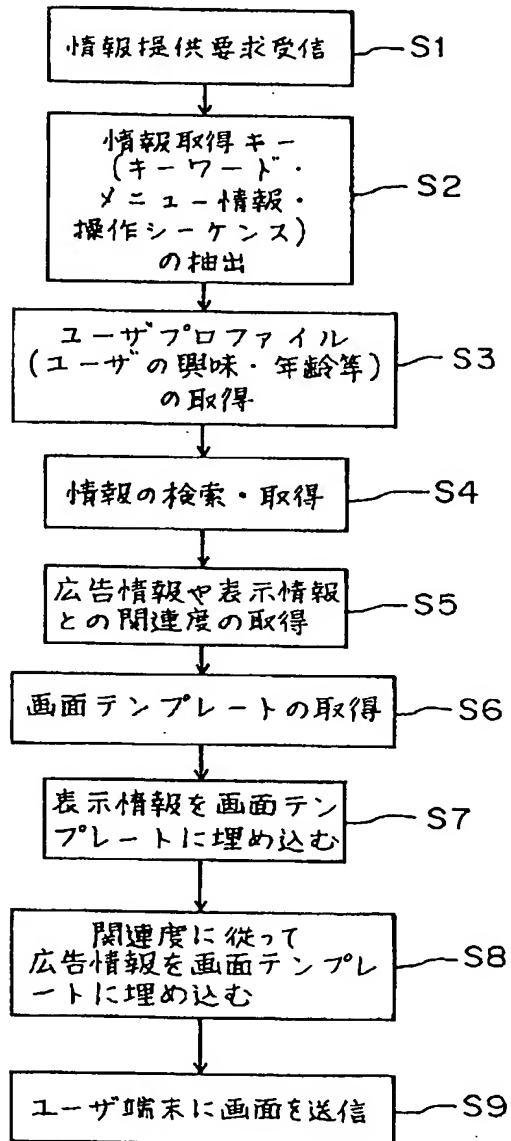 情報提供要求受信
S1
情報取得キー
(キーワード・
メニュー情報・
操作シーケンス)
の抽出
S2
ユーザプロファイル
(ユーザの興味・年齢等)
の取得
S3
情報の検索・取得
S4
広告情報や表示情報
との関連度の取得
S5
画面テンプレートの取得
S6
表示情報を画面テン
プレートに埋め込む
S7
関連度に従って
広告情報を画面テンプレ
ートに埋め込む
S8
ユーザ端末に画面を送信
S9